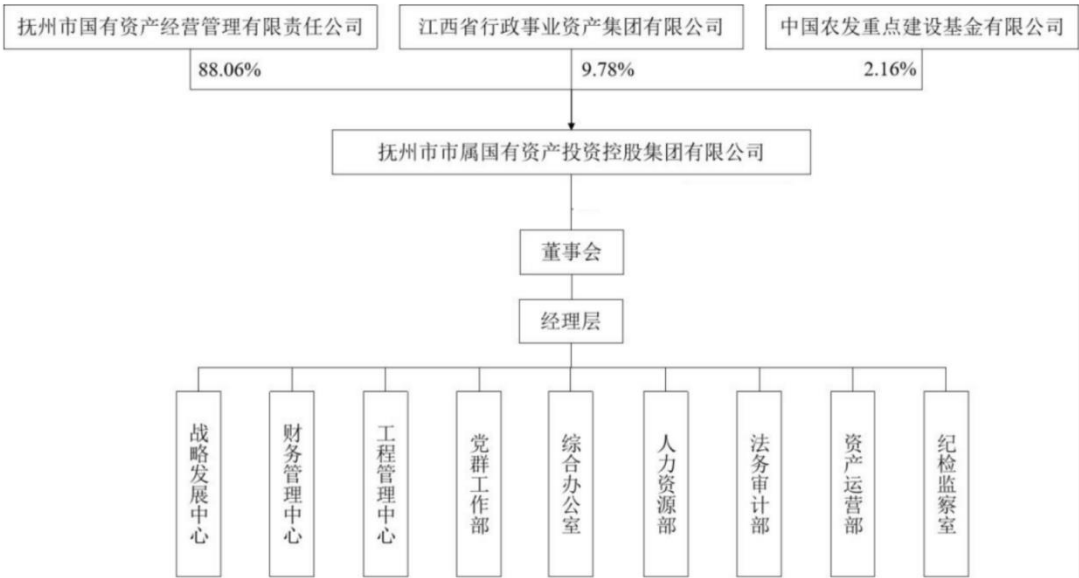 抚州市国有资产经营管理有限责任公司
江西省行政事业资产集团有限公司
中国农发重点建设基金有限公司
88.06%
9.78%
2.16%
抚州市市属国有资产投资控股集团有限公司
董事会
经理层
战略发展中心
财务管理中心
工程管理中心
党群工作部
综合办公室
人力资源部
法务审计部
资产运营部
纪检监察室